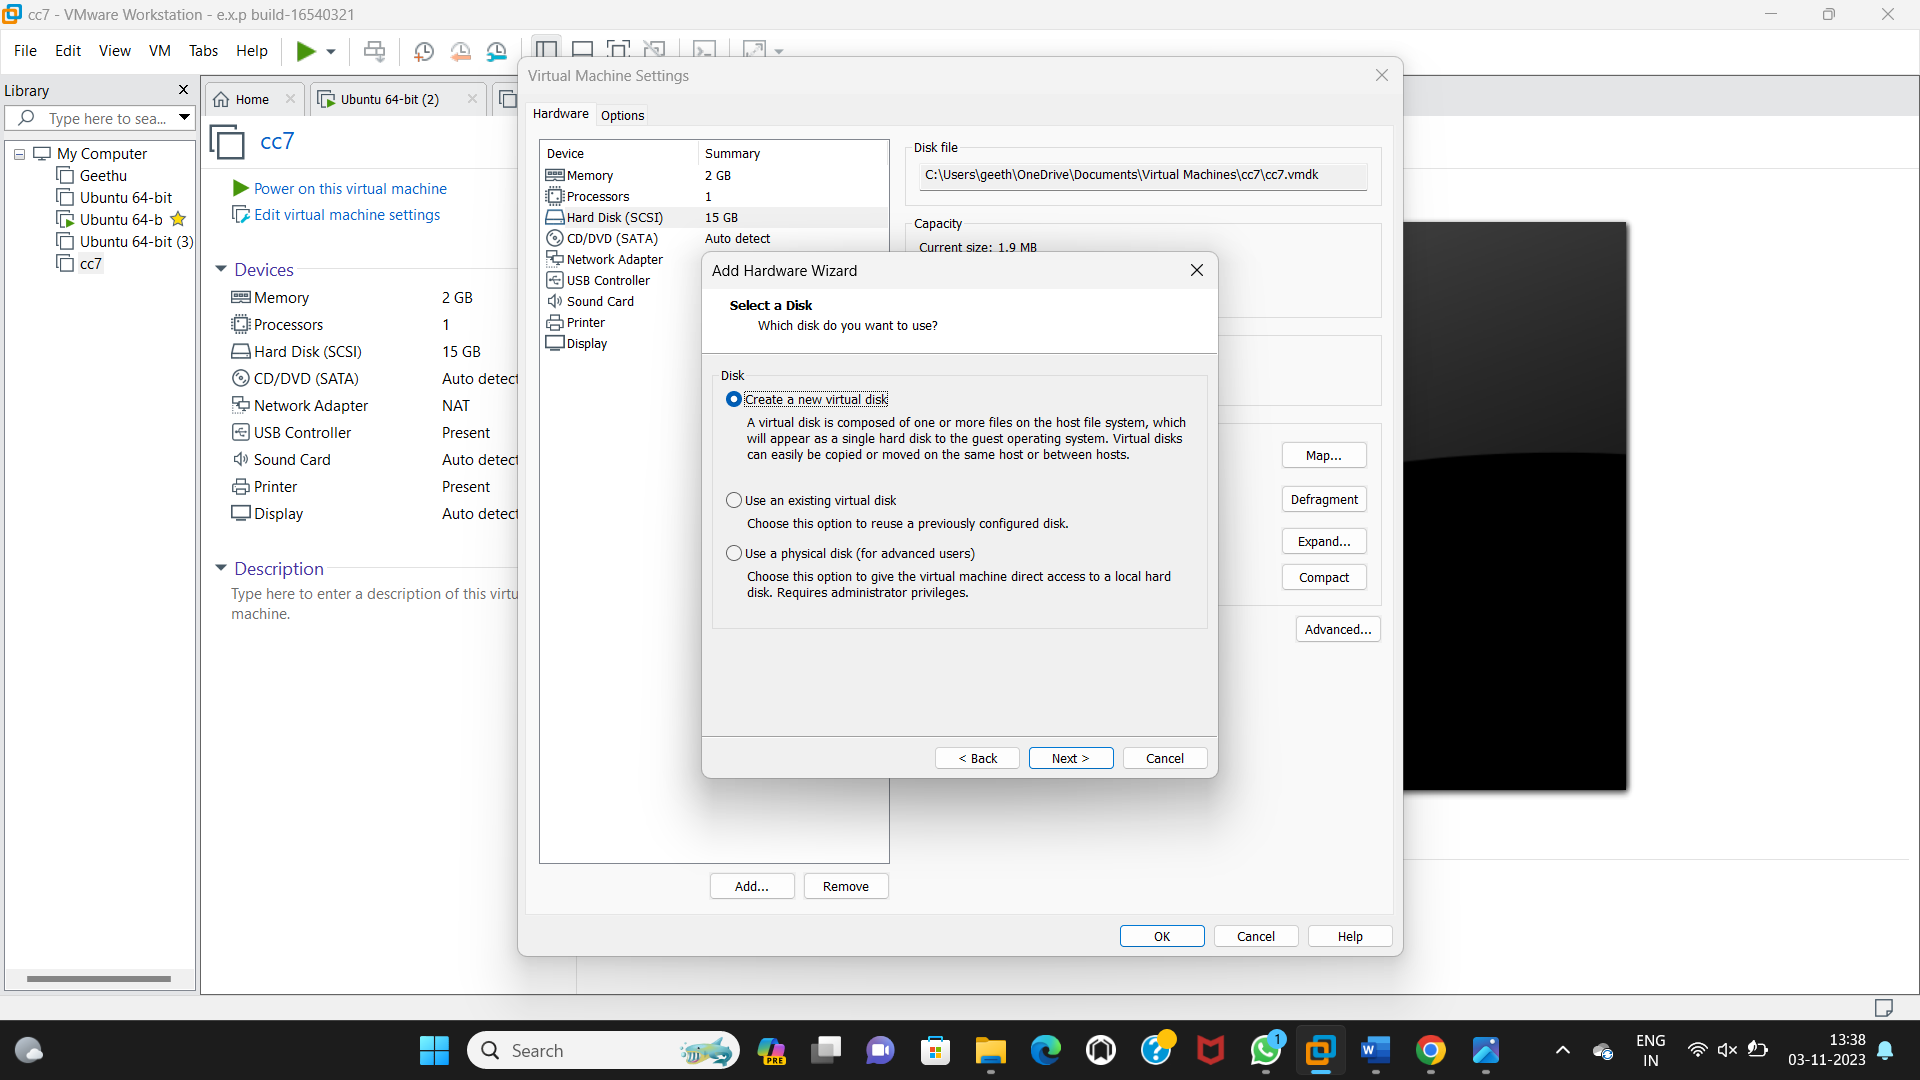 cc7 - VMware Workstation - e.x.p build-16540321
File Edit View VM Tabs Help
Library
Type here to sea...
My Computer
Geethu
Ubuntu 64-bit
Ubuntu 64-b
Ubuntu 64-bit (3)
cc7
Home
Ubuntu 64-bit (2)
cc7
Power on this virtual machine
Edit virtual machine settings
Devices
Memory 2 GB
Processors 1
Hard Disk (SCSI) 15 GB
CD/DVD (SATA) Auto detect
Network Adapter NAT
USB Controller Present
Sound Card Auto detect
Printer Present
Display Auto detect
Description
Type here to enter a description of this virtu
machine.
Virtual Machine Settings
Hardware Options
Device Summary
Memory 2 GB
Processors 1
Hard Disk (SCSI) 15 GB
CD/DVD (SATA) Auto detect
Network Adapter
USB Controller
Sound Card
Printer
Display
Add... Remove
Disk file
C:\Users\geeth\OneDrive\Documents\Virtual Machines\cc7\cc7.vmdk
Capacity
Current size: 1.9 MB
Map...
Defragment
Expand...
Compact
Advanced...
OK Cancel Help
Add Hardware Wizard
Select a Disk
Which disk do you want to use?
Disk
Create a new virtual disk
A virtual disk is composed of one or more files on the host file system, which
will appear as a single hard disk to the guest operating system. Virtual disks
can easily be copied or moved on the same host or between hosts.
Use an existing virtual disk
Choose this option to reuse a previously configured disk.
Use a physical disk (for advanced users)
Choose this option to give the virtual machine direct access to a local hard
disk. Requires administrator privileges.
< Back Next > Cancel
Search
PRE
1
ENG
IN
13:38
03-11-2023